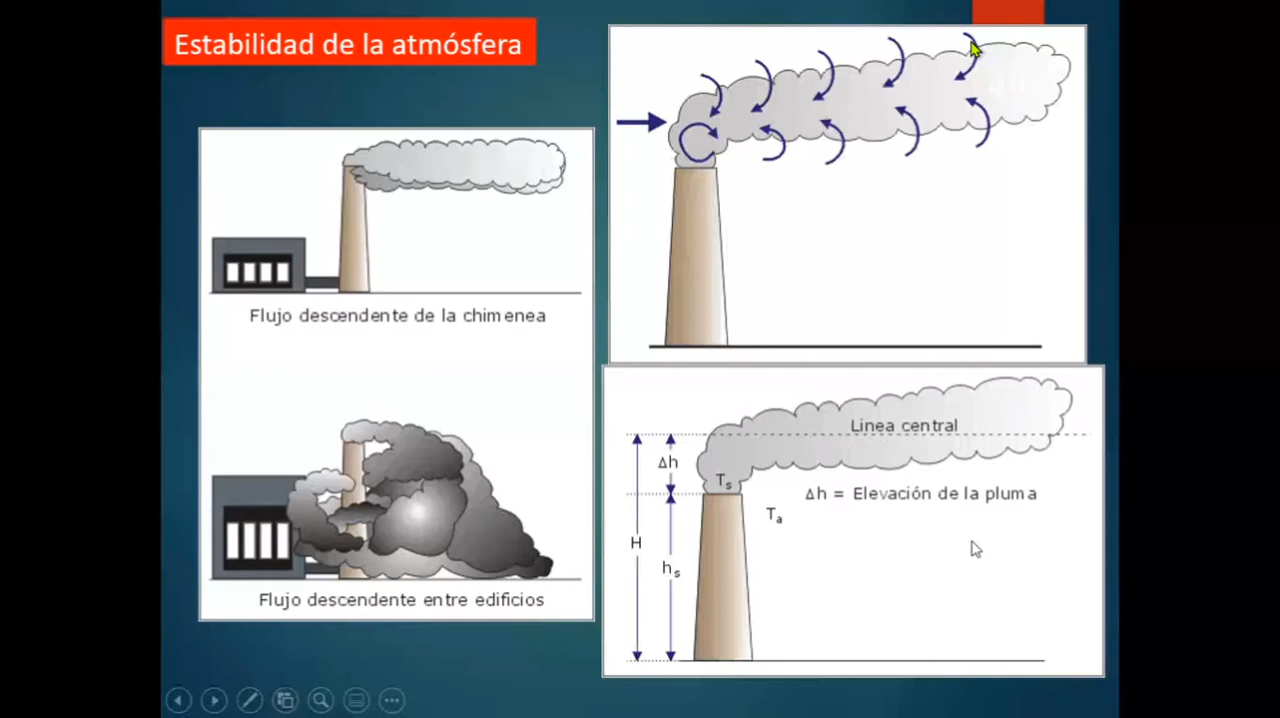 Estabilidad de la atmósfera
Flujo descendente de la chimenea
Flujo descendente entre edificios
Linea central
Δh
Ts
Δh = Elevación de la pluma
Ta
H
hs